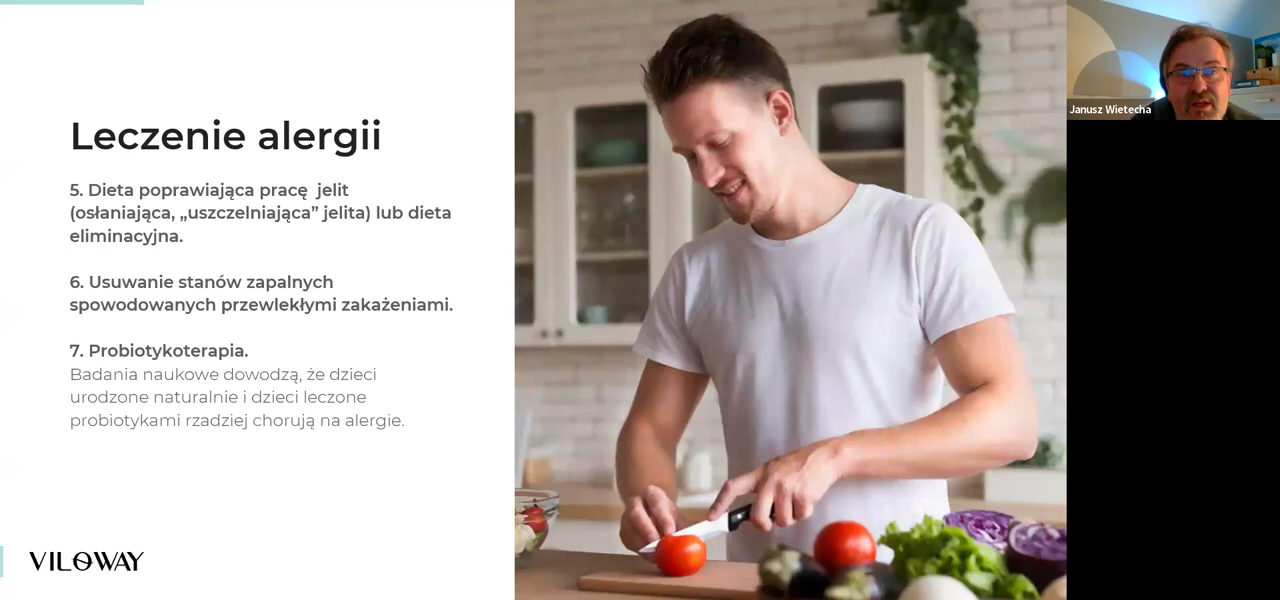 Leczenie alergii
5. Dieta poprawiająca pracę  jelit
(osłaniająca, „uszczelniająca” jelita) lub dieta
eliminacyjna.
6. Usuwanie stanów zapalnych
spowodowanych przewlekłymi zakażeniami.
7. Probiotykoterapia.
Badania naukowe dowodzą, że dzieci
urodzone naturalnie i dzieci leczone
probiotykami rzadziej chorują na alergie.
VILOWAY
Janusz Wietecha